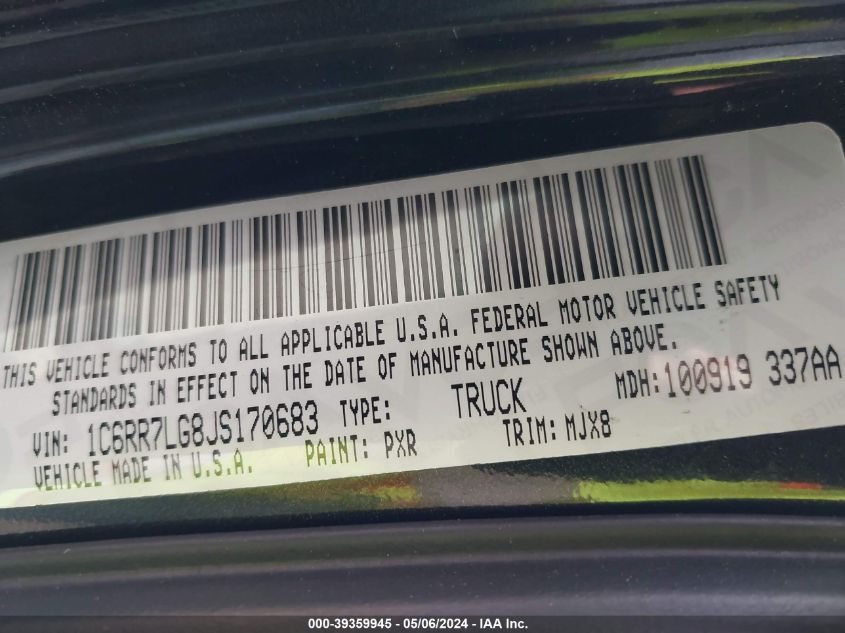 THIS VEHICLE CONFORMS TO ALL APPLICABLE U.S.A. FEDERAL MOTOR VEHICLE SAFETY
STANDARDS IN EFFECT ON THE DATE OF MANUFACTURE SHOWN ABOVE.
VIN: 1C6RR7LG8JS170683 TYPE: TRUCK MDH:100919 337AA
VEHICLE MADE IN U.S.A. PAINT: PXR TRIM: MJX8
000-39359945 - 05/06/2024 - IAA Inc.